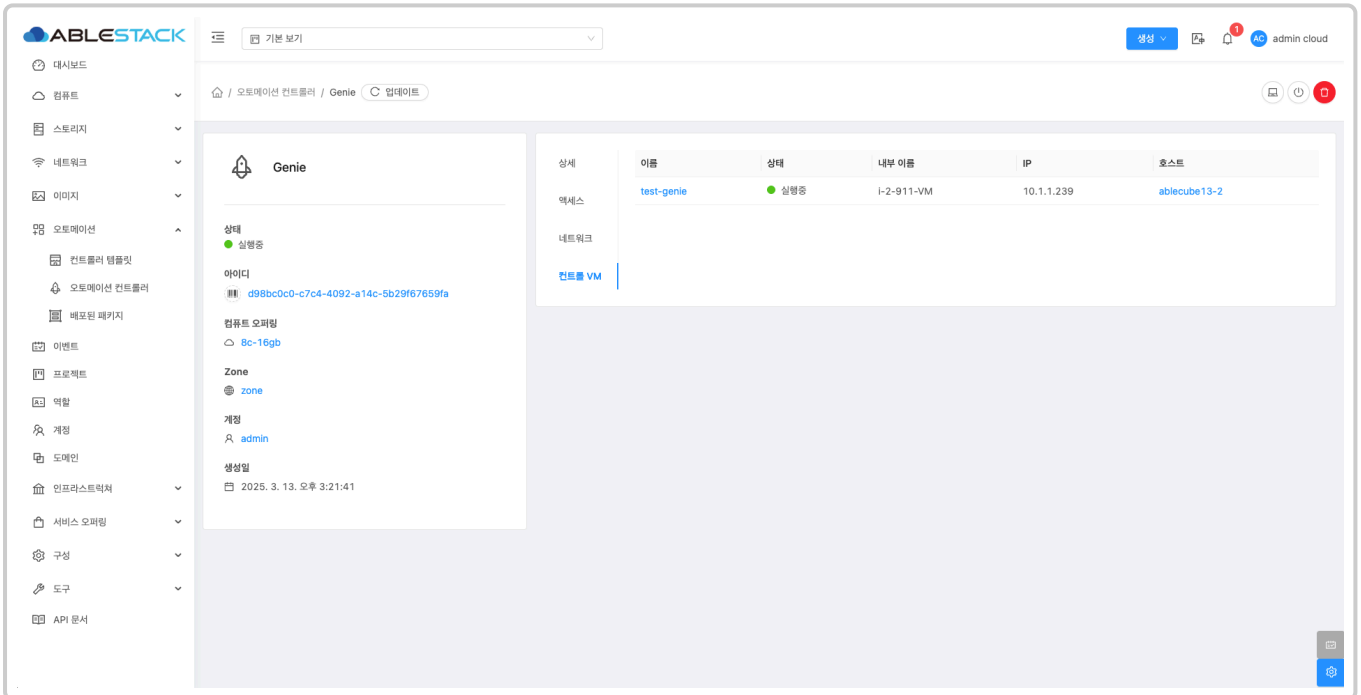 ABLESTACK
기본 보기
생성
1
AC
admin cloud
대시보드
컴퓨트
스토리지
네트워크
이미지
오토메이션
컨트롤러 템플릿
오토메이션 컨트롤러
배포된 패키지
이벤트
프로젝트
역할
계정
도메인
인프라스트럭쳐
서비스 오퍼링
구성
도구
API 문서
/ 오토메이션 컨트롤러 / Genie 업데이트
Genie
상태
실행중
아이디
d98bc0c0-c7c4-4092-a14c-5b29f67659fa
컴퓨트 오퍼링
8c-16gb
Zone
zone
계정
admin
생성일
2025. 3. 13. 오후 3:21:41
상세
액세스
네트워크
컨트롤 VM
이름 상태 내부 이름 IP 호스트
test-genie 실행중 i-2-911-VM 10.1.1.239 ablecube13-2